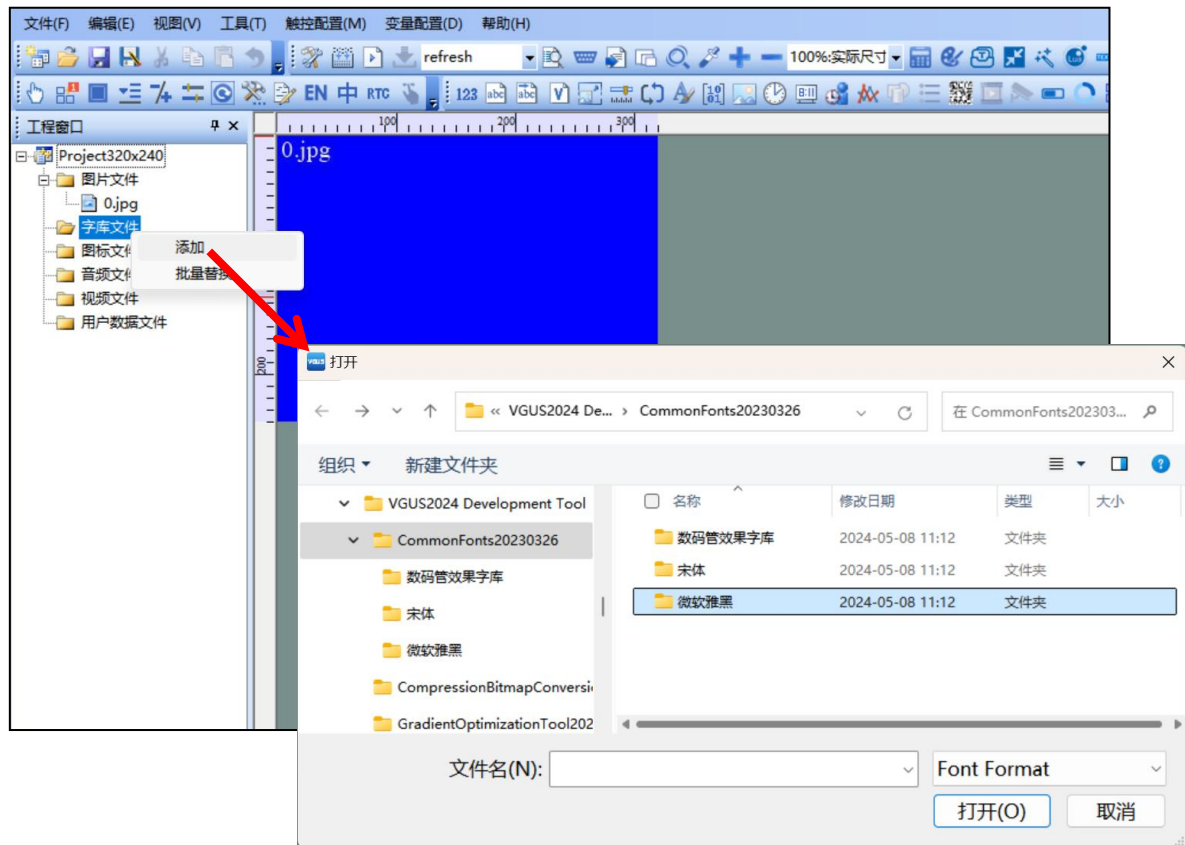 文件(F) 编辑(E) 视图(V) 工具(T) 触控配置(M) 变量配置(D) 帮助(H)
refresh 100%:实际尺寸
EN 中 RTC 123 abc abc V
工程窗口
100 200 300
Project320x240
图片文件
0.jpg
字库文件
图标文件
音频文件
视频文件
用户数据文件
添加
批量替换
0.jpg
200
VGUS 打开
« VGUS2024 De... › CommonFonts20230326
在 CommonFonts202303...
组织 新建文件夹
VGUS2024 Development Tool
CommonFonts20230326
数码管效果字库
宋体
微软雅黑
CompressionBitmapConversi
GradientOptimizationTool202
名称 修改日期 类型 大小
数码管效果字库 2024-05-08 11:12 文件夹
宋体 2024-05-08 11:12 文件夹
微软雅黑 2024-05-08 11:12 文件夹
文件名(N): Font Format
打开(O) 取消